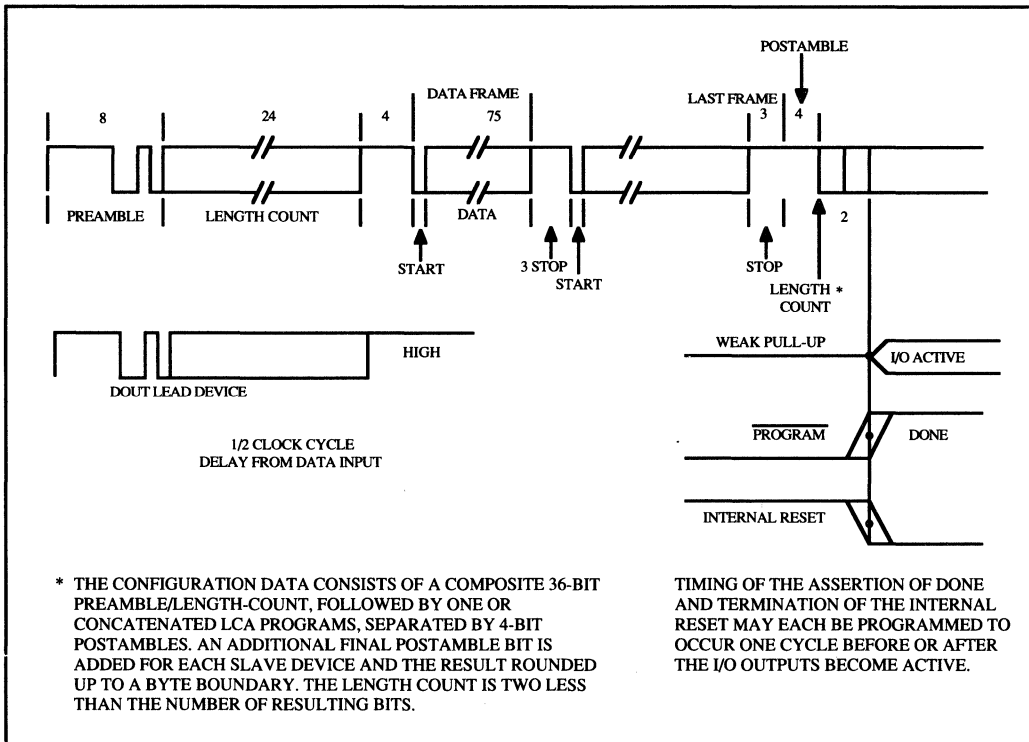 POSTAMBLE
DATA FRAME
LAST FRAME
8
24
4
75
3
4
PREAMBLE
LENGTH COUNT
DATA
2
START
3 STOP
START
STOP
LENGTH *
COUNT
HIGH
DOUT LEAD DEVICE
1/2 CLOCK CYCLE
DELAY FROM DATA INPUT
WEAK PULL-UP
I/O ACTIVE
PROGRAM
DONE
INTERNAL RESET
* THE CONFIGURATION DATA CONSISTS OF A COMPOSITE 36-BIT
PREAMBLE/LENGTH-COUNT, FOLLOWED BY ONE OR
CONCATENATED LCA PROGRAMS, SEPARATED BY 4-BIT
POSTAMBLES. AN ADDITIONAL FINAL POSTAMBLE BIT IS
ADDED FOR EACH SLAVE DEVICE AND THE RESULT ROUNDED
UP TO A BYTE BOUNDARY. THE LENGTH COUNT IS TWO LESS
THAN THE NUMBER OF RESULTING BITS.
TIMING OF THE ASSERTION OF DONE
AND TERMINATION OF THE INTERNAL
RESET MAY EACH BE PROGRAMMED TO
OCCUR ONE CYCLE BEFORE OR AFTER
THE I/O OUTPUTS BECOME ACTIVE.